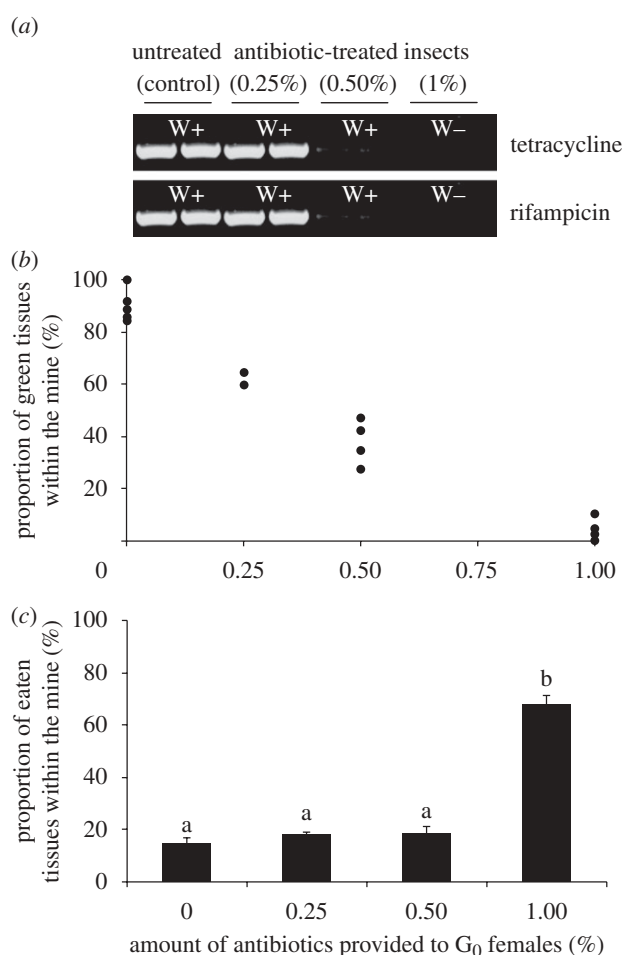 (a)
untreated antibiotic-treated insects
(control) (0.25%) (0.50%) (1%)
W+ W+ W+ W– tetracycline
W+ W+ W+ W– rifampicin
(b)
proportion of green tissues
within the mine (%)
100
80
60
40
20
0 0.25 0.50 0.75 1.00
(c)
proportion of eaten
tissues within the mine (%)
100
80
60
40
20
0
a a a b
0 0.25 0.50 1.00
amount of antibiotics provided to G0 females (%)